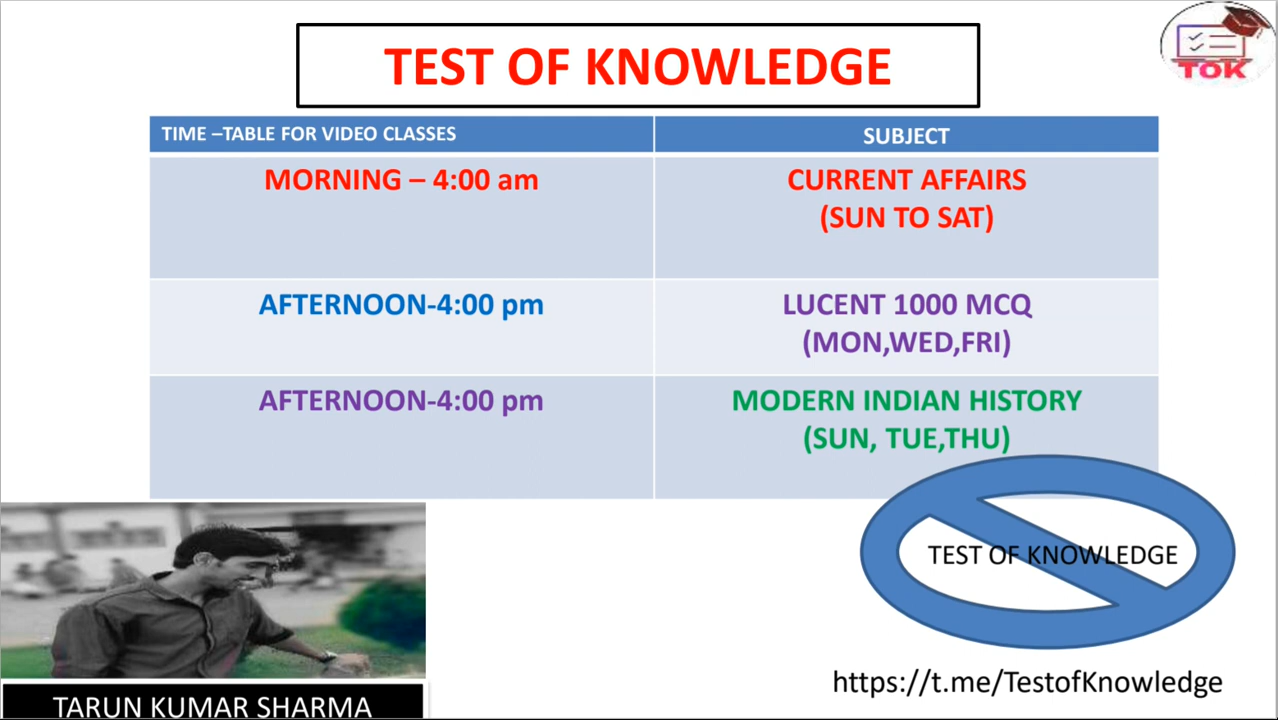 TEST OF KNOWLEDGE
TOK
TIME –TABLE FOR VIDEO CLASSES
SUBJECT
MORNING – 4:00 am
CURRENT AFFAIRS
(SUN TO SAT)
AFTERNOON-4:00 pm
LUCENT 1000 MCQ
(MON,WED,FRI)
AFTERNOON-4:00 pm
MODERN INDIAN HISTORY
(SUN, TUE,THU)
TEST OF KNOWLEDGE
https://t.me/TestofKnowledge
TARUN KUMAR SHARMA